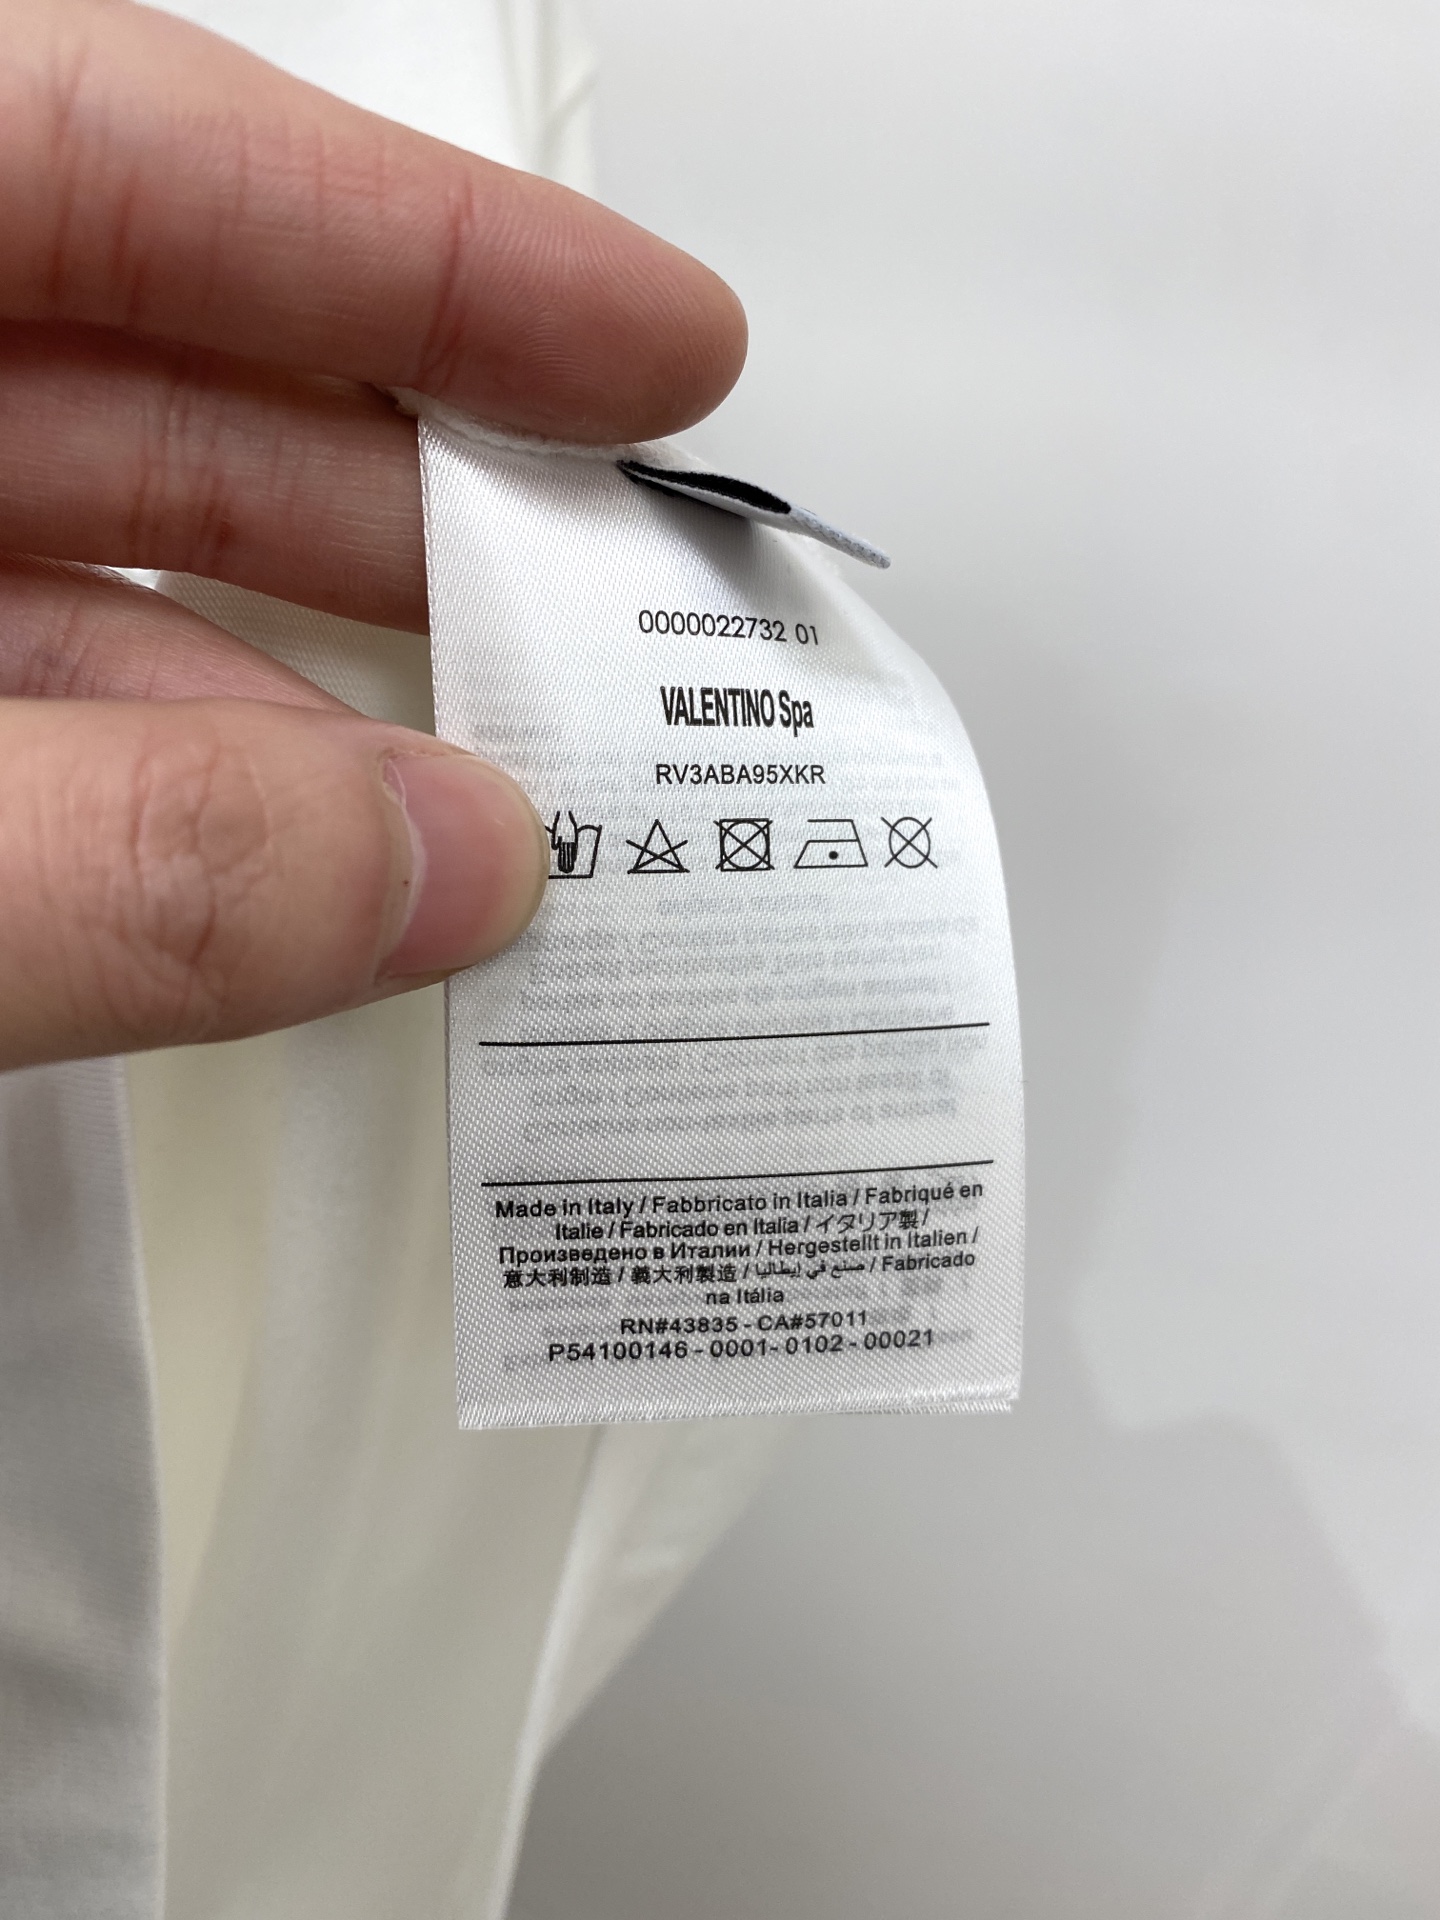 0000022732 01
VALENTINO Spa
RV3ABA95XKR
Made in Italy / Fabbricato in Italia / Fabriqué en
Italie / Fabricado en Italia / イタリア製 /
Произведено в Италии / Hergestellt in Italien /
意大利制造 / 義大利製造 / صنع في إيطاليا / Fabricado
na Itália
RN#43835 - CA#57011
P54100146 - 0001- 0102 - 00021